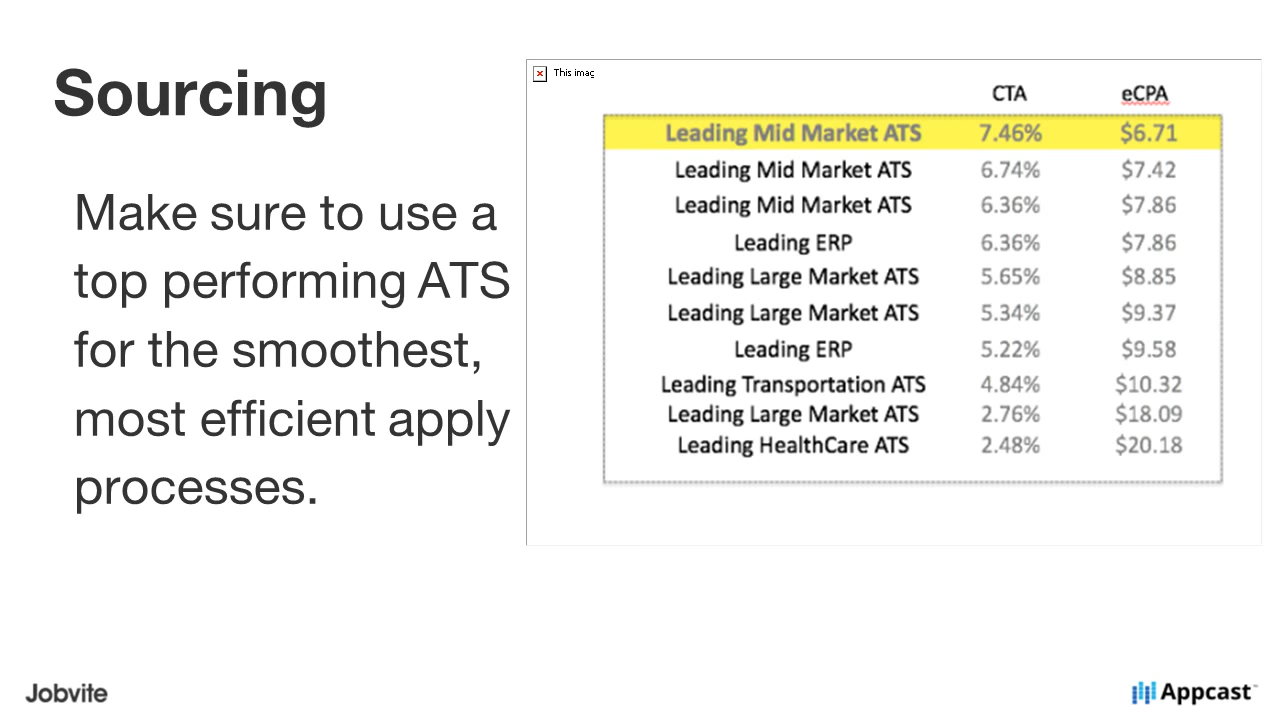 Sourcing
Make sure to use a
top performing ATS
for the smoothest,
most efficient apply
processes.
This imag
CTA eCPA
Leading Mid Market ATS 7.46% $6.71
Leading Mid Market ATS 6.74% $7.42
Leading Mid Market ATS 6.36% $7.86
Leading ERP 6.36% $7.86
Leading Large Market ATS 5.65% $8.85
Leading Large Market ATS 5.34% $9.37
Leading ERP 5.22% $9.58
Leading Transportation ATS 4.84% $10.32
Leading Large Market ATS 2.76% $18.09
Leading HealthCare ATS 2.48% $20.18
Jobvite
Appcast